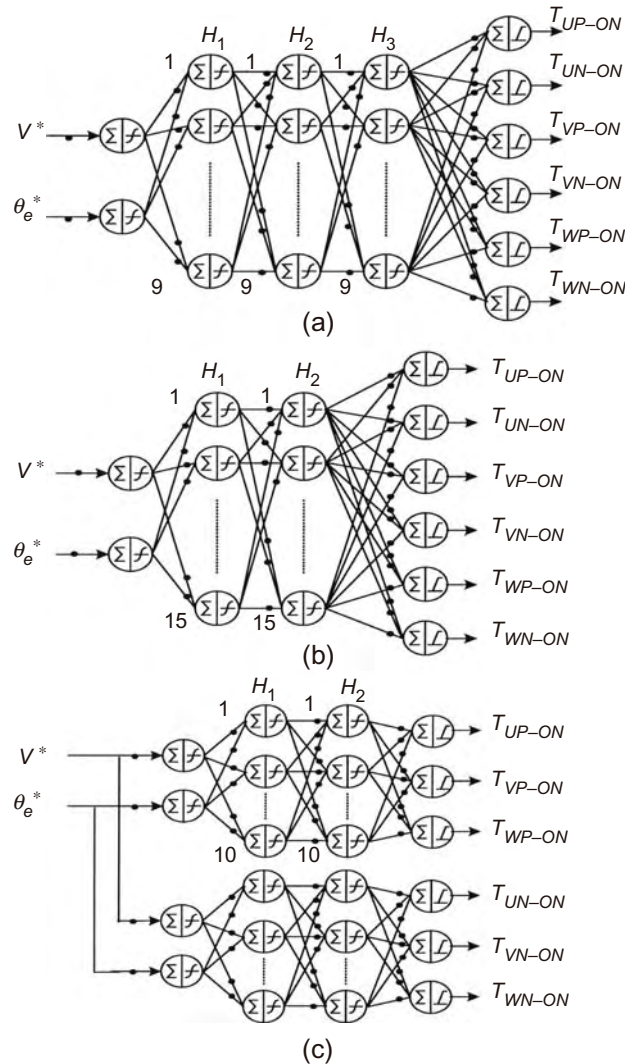 H1 H2 H3
1 1 1
V*
θe*
9 9 9
TUP–ON
TUN–ON
TVP–ON
TVN–ON
TWP–ON
TWN–ON
Σ Σ Σ Σ
Σ Σ Σ Σ
Σ Σ Σ Σ
Σ Σ Σ Σ
Σ Σ Σ Σ
Σ
(a)
H1 H2
1 1
V*
θe*
15 15
TUP–ON
TUN–ON
TVP–ON
TVN–ON
TWP–ON
TWN–ON
Σ Σ Σ Σ
Σ Σ Σ Σ
Σ Σ Σ Σ
Σ Σ
(b)
H1 H2
1 1
V*
θe*
10 10
TUP–ON
TVP–ON
TWP–ON
TUN–ON
TVN–ON
TWN–ON
Σ Σ Σ Σ
Σ Σ Σ Σ
Σ Σ Σ
Σ Σ Σ Σ
Σ Σ Σ Σ
Σ Σ Σ
(c)